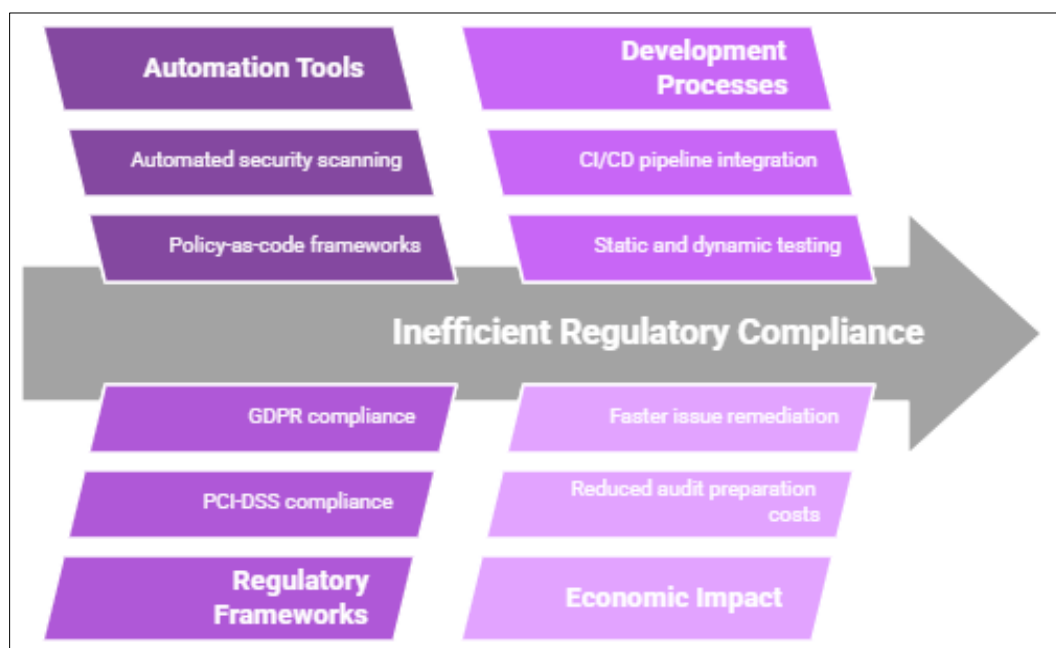 Automation Tools
Development
Processes
Automated security scanning
CI/CD pipeline integration
Policy-as-code frameworks
Static and dynamic testing
Inefficient Regulatory Compliance
GDPR compliance
Faster issue remediation
PCI-DSS compliance
Reduced audit preparation
costs
Regulatory
Frameworks
Economic Impact